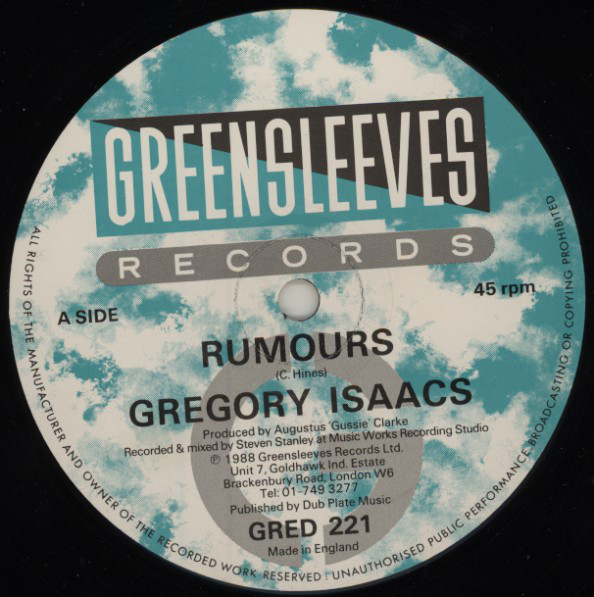 GREENSLEEVES
RECORDS
A SIDE
45 rpm
RUMOURS
(C. Hines)
GREGORY ISAACS
Produced by Augustus 'Gussie' Clarke
Recorded & mixed by Steven Stanley at Music Works Recording Studio
℗ 1988 Greensleeves Records Ltd.
Unit 7, Goldhawk Ind. Estate
Brackenbury Road, London W6
Tel: 01-749 3277
Published by Dub Plate Music
GRED 221
Made in England
ALL RIGHTS OF THE MANUFACTURER AND OWNER OF THE RECORDED WORK RESERVED : UNAUTHORISED PUBLIC PERFORMANCE BROADCASTING OR COPYING PROHIBITED